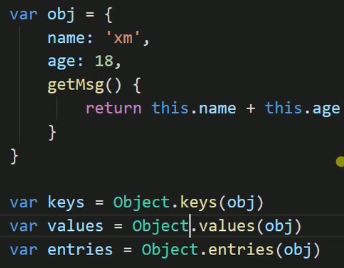 var obj = {
name: 'xm',
age: 18,
getMsg() {
return this.name + this.age
}
}
var keys = Object.keys(obj)
var values = Object.values(obj)
var entries = Object.entries(obj)